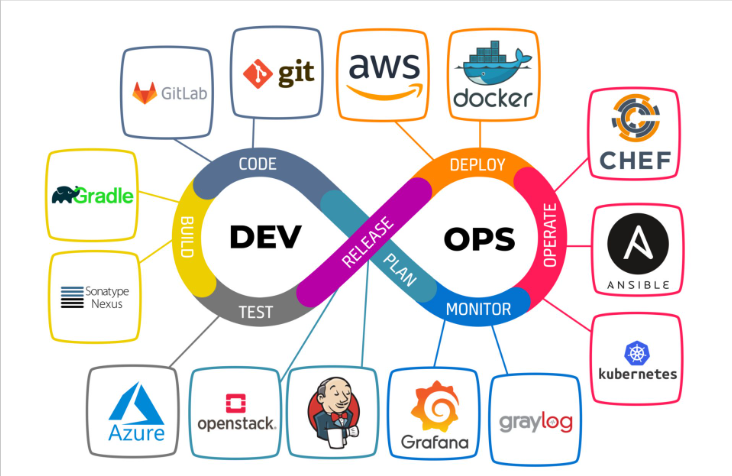 GitLab
git
aws
docker
CHEF
Gradle
CODE
DEPLOY
BUILD
DEV
RELEASE
OPS
OPERATE
ANSIBLE
PLAN
Sonatype
Nexus
TEST
MONITOR
kubernetes
Azure
openstack.
Grafana
graylog